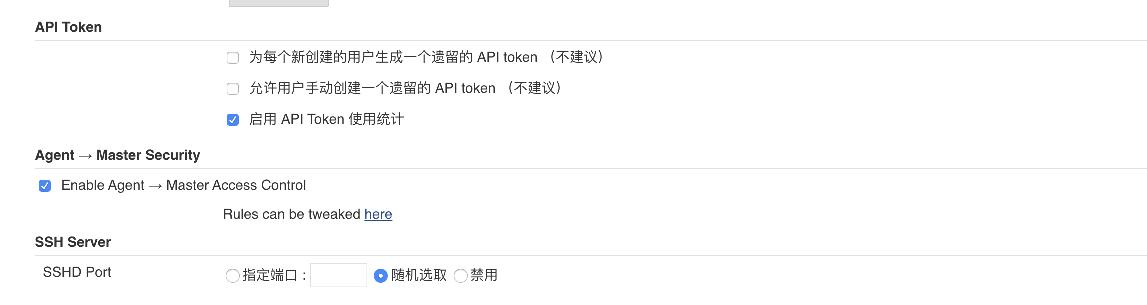 API Token
为每个新创建的用户生成一个遗留的 API token （不建议）
允许用户手动创建一个遗留的 API token （不建议）
启用 API Token 使用统计
Agent → Master Security
Enable Agent → Master Access Control
Rules can be tweaked here
SSH Server
SSHD Port 指定端口 : 随机选取 禁用